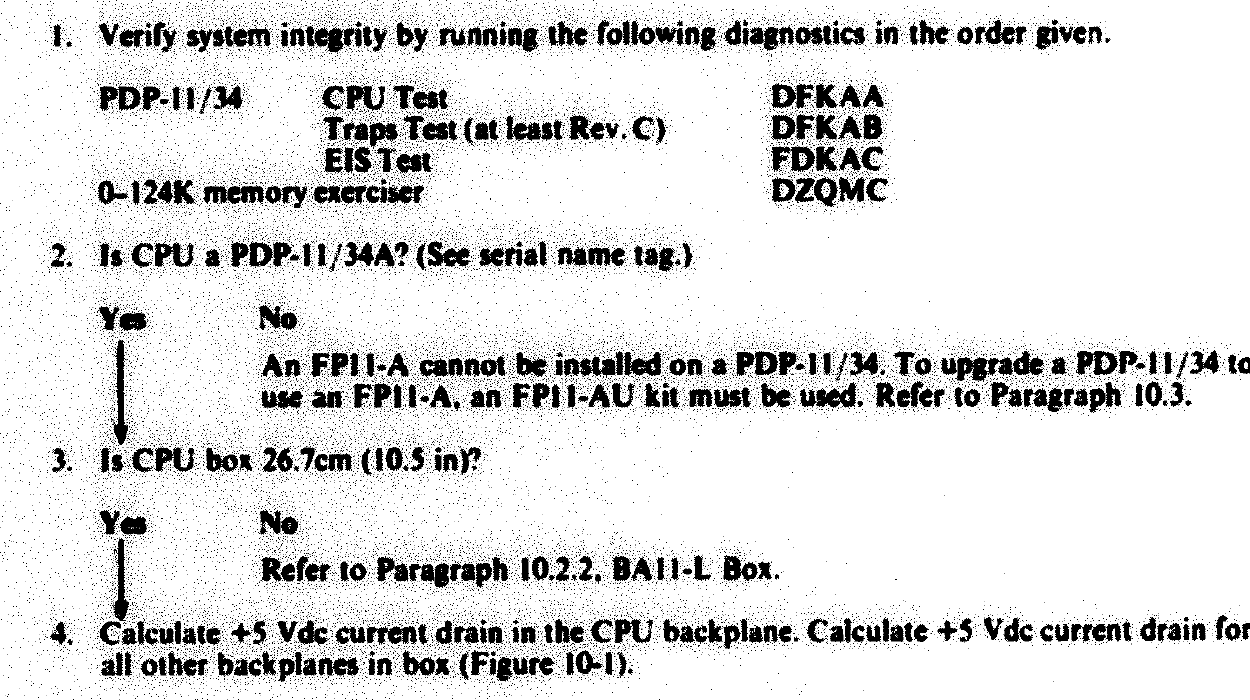 1. Verify system integrity by running the following diagnostics in the order given.
PDP-11/34 CPU Test DFKAA
Traps Test (at least Rev. C) DFKAB
EIS Test FDKAC
0-124K memory exerciser DZQMC
2. Is CPU a PDP-11/34A? (See serial name tag.)
Yes No
An FP11-A cannot be installed on a PDP-11/34. To upgrade a PDP-11/34 to
use an FP11-A, an FP11-AU kit must be used. Refer to Paragraph 10.3.
3. Is CPU box 26.7cm (10.5 in)?
Yes No
Refer to Paragraph 10.2.2, BA11-L Box.
4. Calculate +5 Vdc current drain in the CPU backplane. Calculate +5 Vdc current drain for
all other backplanes in box (Figure 10-1).